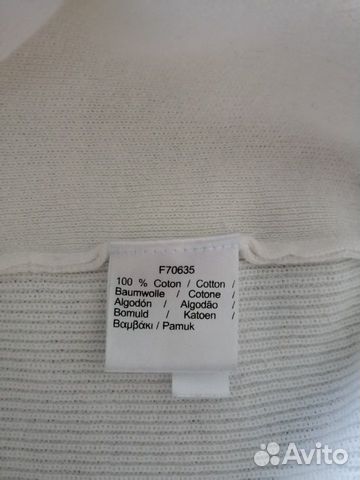 F70635
100 % Coton / Cotton /
Baumwolle / Cotone /
Algodón / Algodão /
Bomuld / Katoen /
Βαμβάκι / Pamuk
Avito